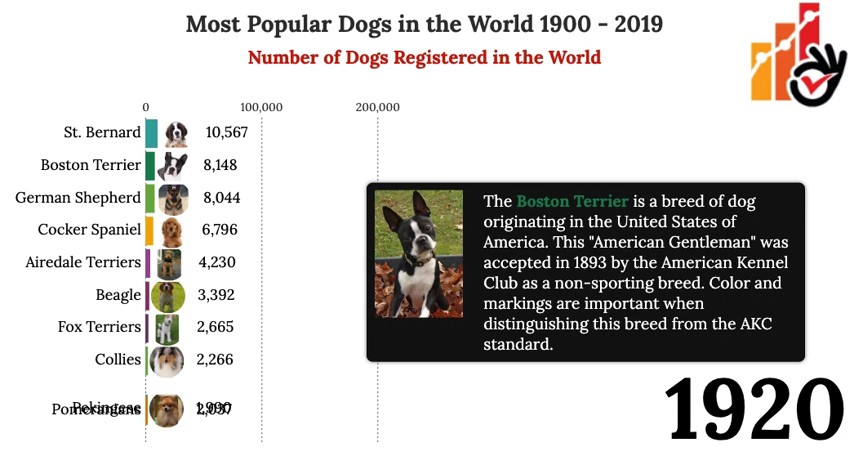 Most Popular Dogs in the World 1900 - 2019
Number of Dogs Registered in the World
0 100,000 200,000
St. Bernard 10,567
Boston Terrier 8,148
German Shepherd 8,044
Cocker Spaniel 6,796
Airedale Terriers 4,230
Beagle 3,392
Fox Terriers 2,665
Collies 2,266
Pekingese
Pomeranians
The Boston Terrier is a breed of dog
originating in the United States of
America. This "American Gentleman" was
accepted in 1893 by the American Kennel
Club as a non-sporting breed. Color and
markings are important when
distinguishing this breed from the AKC
standard.
1920